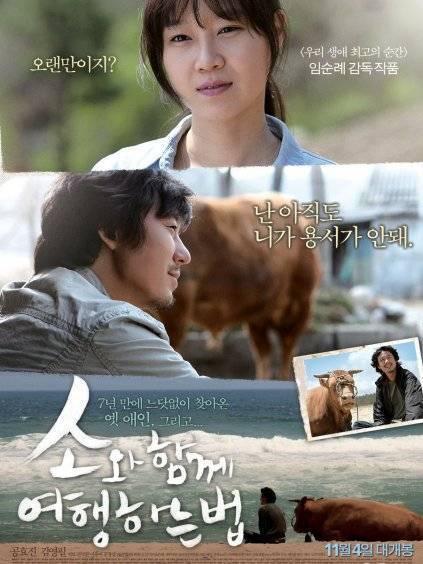 오랜만이지?
〈우리 생애 최고의 순간〉
임순례 감독 작품
난 아직도
니가 용서가 안돼.
7년 만에 느닷없이 찾아온
옛 애인, 그리고...
소와 함께
여행하는 법
공효진 김영필
11월 4일 대개봉